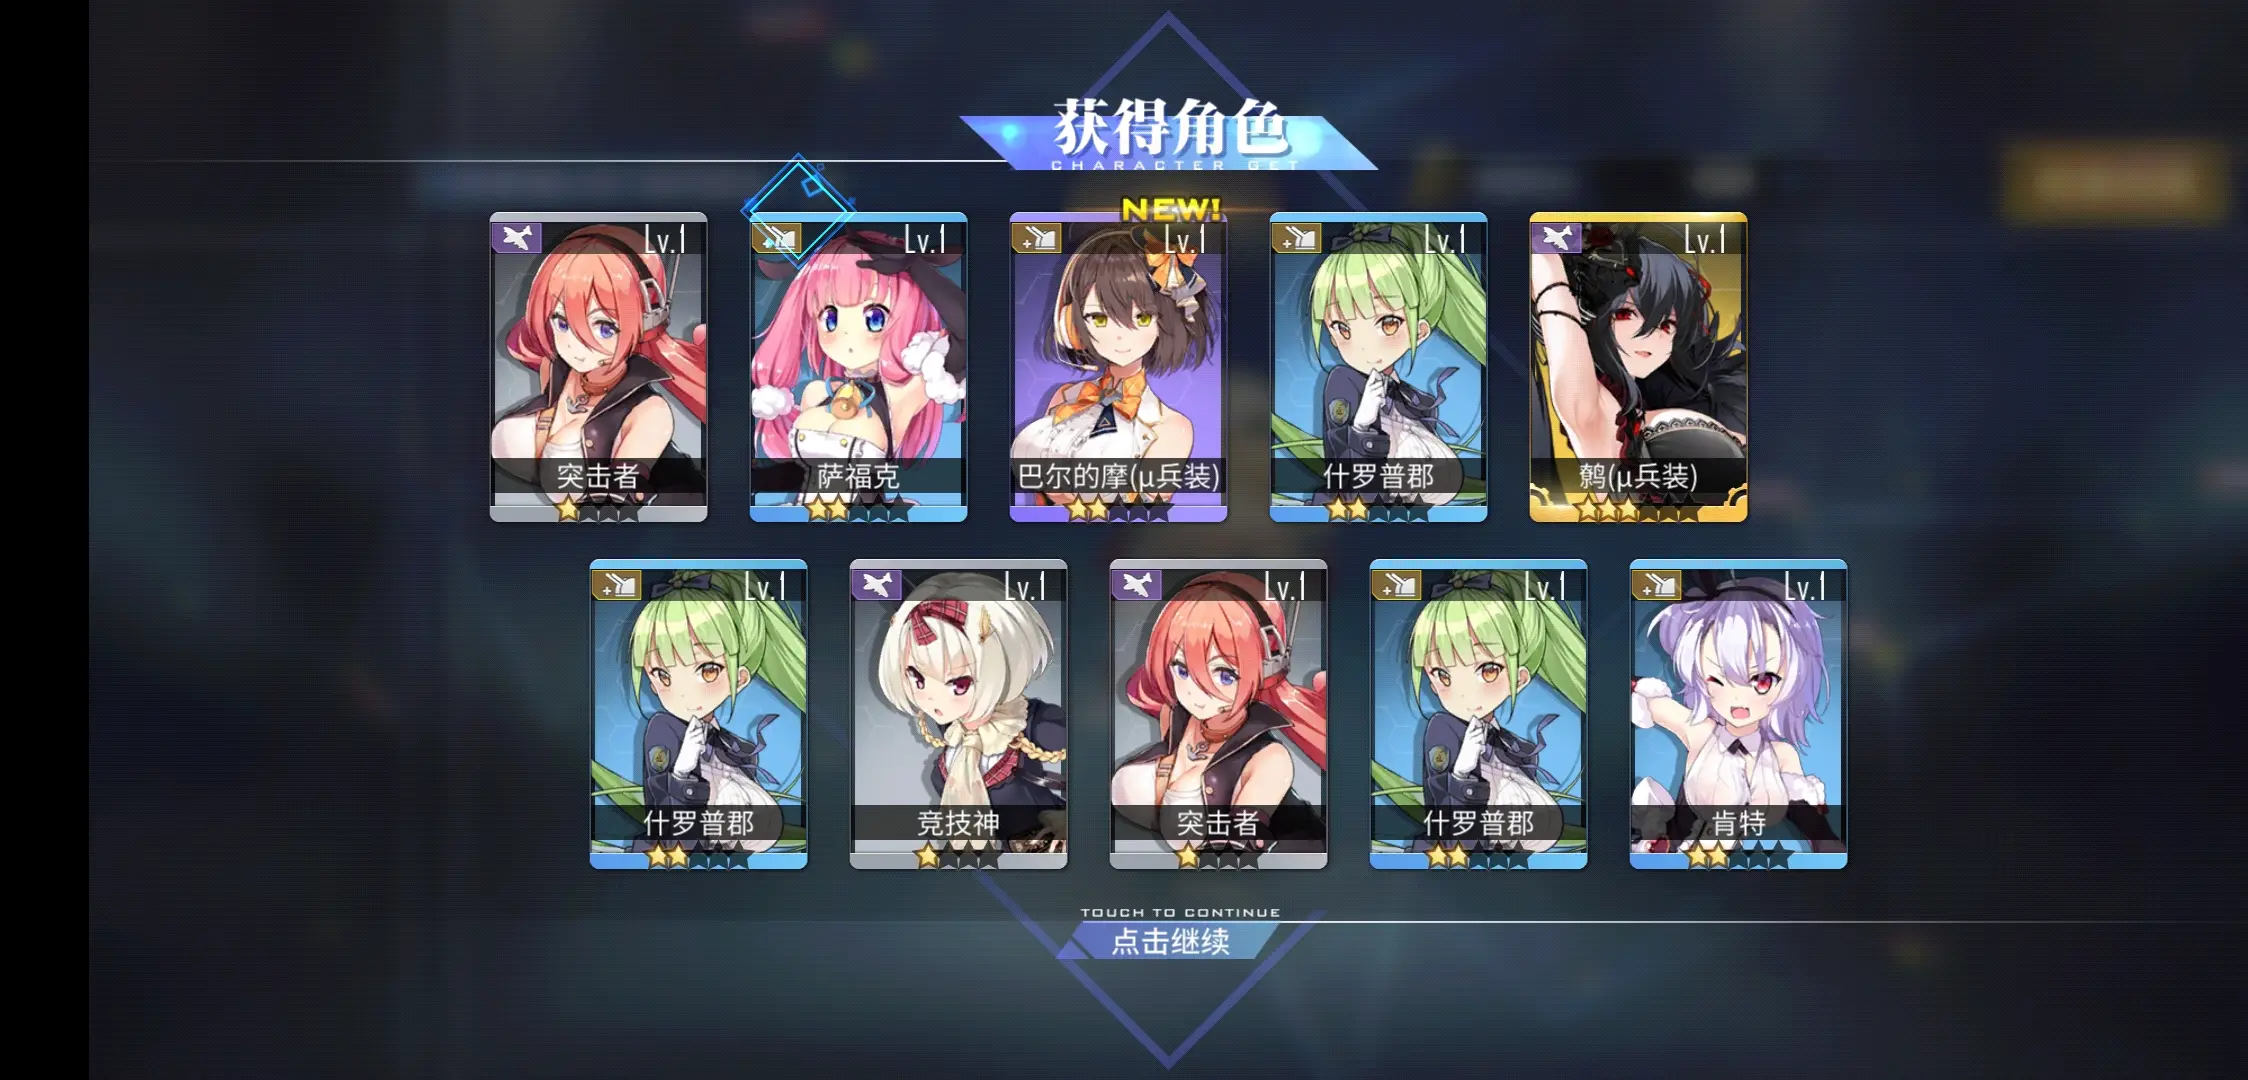 获得角色
CHARACTER GET
NEW!
Lv.1 Lv.1 Lv.1 Lv.1 Lv.1
突击者 萨福克 巴尔的摩(μ兵装) 什罗普郡 鹩(μ兵装)
Lv.1 Lv.1 Lv.1 Lv.1 Lv.1
什罗普郡 竞技神 突击者 什罗普郡 肯特
TOUCH TO CONTINUE
点击继续